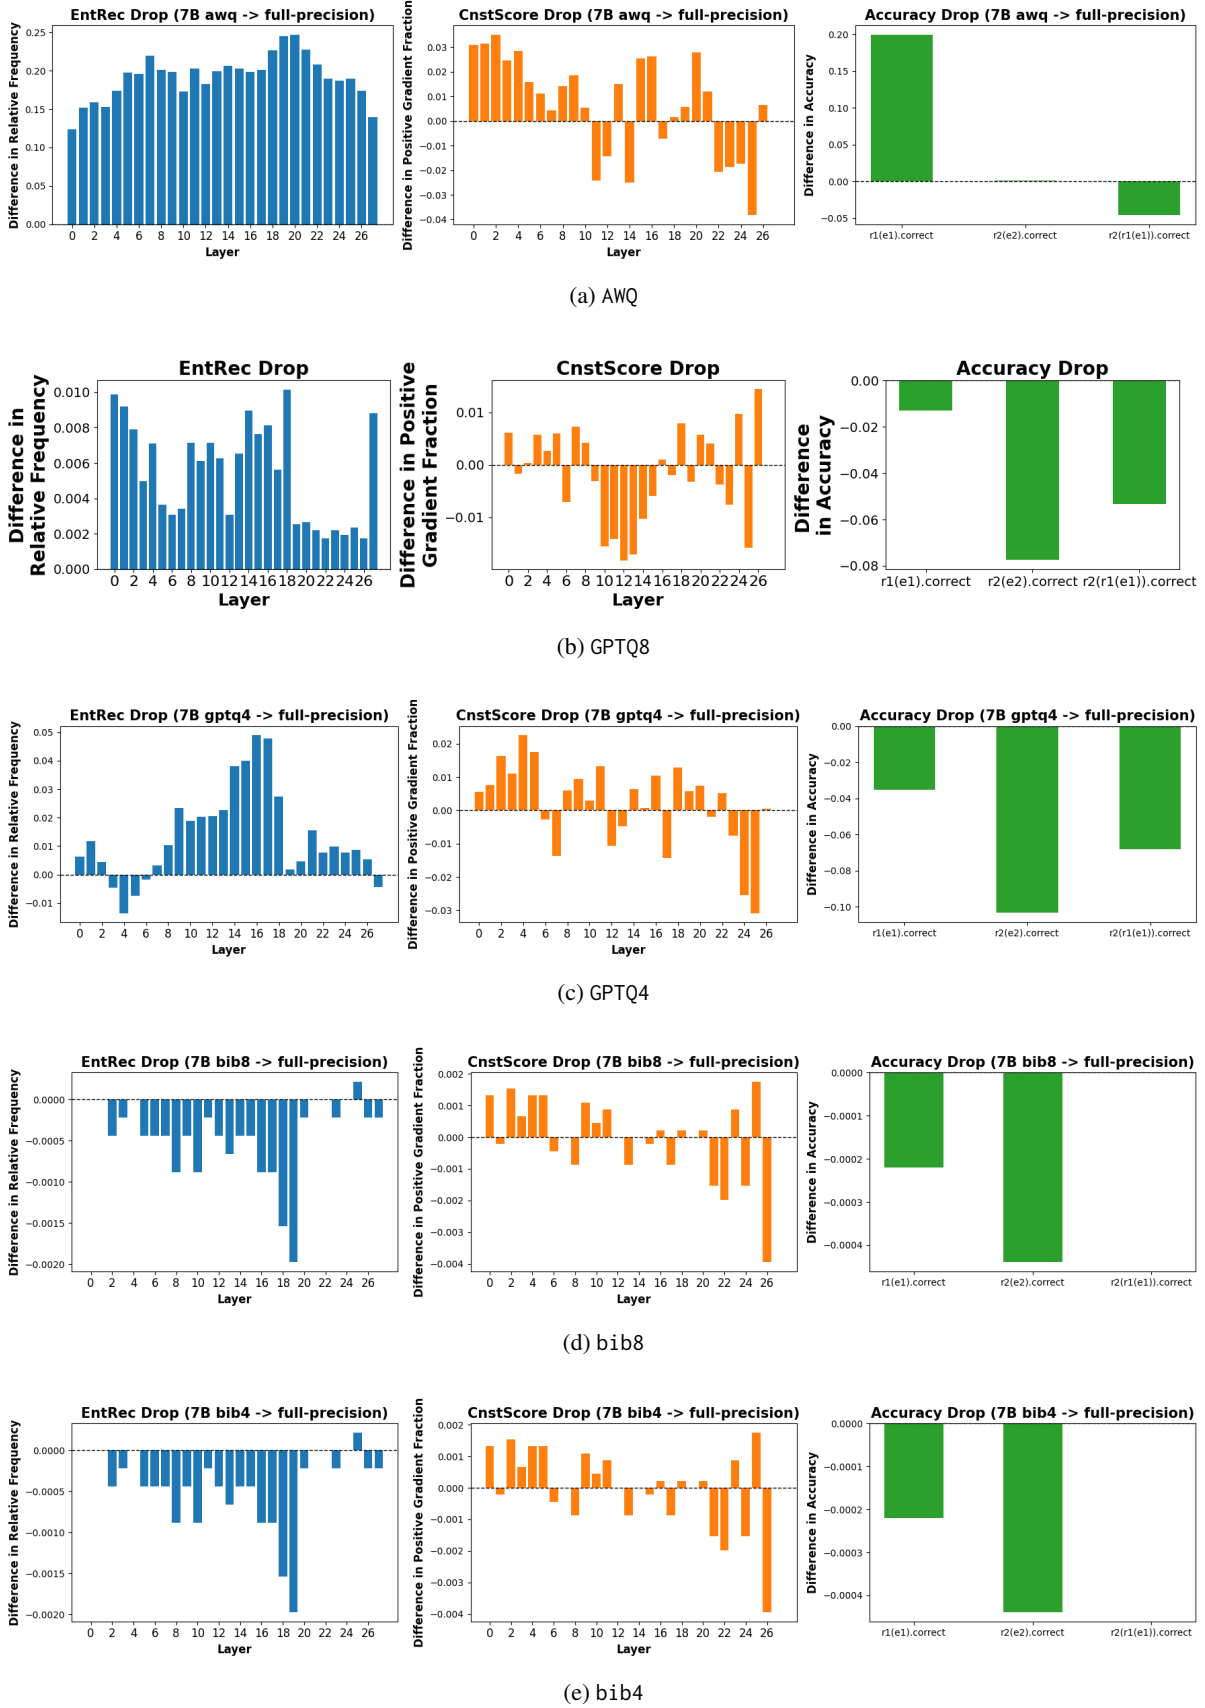 EntRec Drop (7B awq -> full-precision)
Difference in Relative Frequency
0.25
0.20
0.15
0.10
0.05
0.00
0 2 4 6 8 10 12 14 16 18 20 22 24 26
Layer
CnstScore Drop (7B awq -> full-precision)
Difference in Positive Gradient Fraction
0.03
0.02
0.01
0.00
−0.01
−0.02
−0.03
−0.04
0 2 4 6 8 10 12 14 16 18 20 22 24 26
Layer
Accuracy Drop (7B awq -> full-precision)
Difference in Accuracy
0.20
0.15
0.10
0.05
0.00
−0.05
r1(e1).correct r2(e2).correct r2(r1(e1)).correct
(a) AWQ
EntRec Drop
Difference in
Relative Frequency
0.010
0.008
0.006
0.004
0.002
0.000
0 2 4 6 8 10 12 14 16 18 20 22 24 26
Layer
CnstScore Drop
Difference in Positive
Gradient Fraction
0.01
0.00
−0.01
0 2 4 6 8 10 12 14 16 18 20 22 24 26
Layer
Accuracy Drop
Difference
in Accuracy
0.00
−0.02
−0.04
−0.06
−0.08
r1(e1).correct r2(e2).correct r2(r1(e1)).correct
(b) GPTQ8
EntRec Drop (7B gptq4 -> full-precision)
Difference in Relative Frequency
0.05
0.04
0.03
0.02
0.01
0.00
−0.01
0 2 4 6 8 10 12 14 16 18 20 22 24 26
Layer
CnstScore Drop (7B gptq4 -> full-precision)
Difference in Positive Gradient Fraction
0.02
0.01
0.00
−0.01
−0.02
−0.03
0 2 4 6 8 10 12 14 16 18 20 22 24 26
Layer
Accuracy Drop (7B gptq4 -> full-precision)
Difference in Accuracy
0.00
−0.02
−0.04
−0.06
−0.08
−0.10
r1(e1).correct r2(e2).correct r2(r1(e1)).correct
(c) GPTQ4
EntRec Drop (7B bib8 -> full-precision)
Difference in Relative Frequency
0.0000
−0.0005
−0.0010
−0.0015
−0.0020
0 2 4 6 8 10 12 14 16 18 20 22 24 26
Layer
CnstScore Drop (7B bib8 -> full-precision)
Difference in Positive Gradient Fraction
0.002
0.001
0.000
−0.001
−0.002
−0.003
−0.004
0 2 4 6 8 10 12 14 16 18 20 22 24 26
Layer
Accuracy Drop (7B bib8 -> full-precision)
Difference in Accuracy
0.0000
−0.0001
−0.0002
−0.0003
−0.0004
r1(e1).correct r2(e2).correct r2(r1(e1)).correct
(d) bib8
EntRec Drop (7B bib4 -> full-precision)
Difference in Relative Frequency
0.0000
−0.0005
−0.0010
−0.0015
−0.0020
0 2 4 6 8 10 12 14 16 18 20 22 24 26
Layer
CnstScore Drop (7B bib4 -> full-precision)
Difference in Positive Gradient Fraction
0.002
0.001
0.000
−0.001
−0.002
−0.003
−0.004
0 2 4 6 8 10 12 14 16 18 20 22 24 26
Layer
Accuracy Drop (7B bib4 -> full-precision)
Difference in Accuracy
0.0000
−0.0001
−0.0002
−0.0003
−0.0004
r1(e1).correct r2(e2).correct r2(r1(e1)).correct
(e) bib4